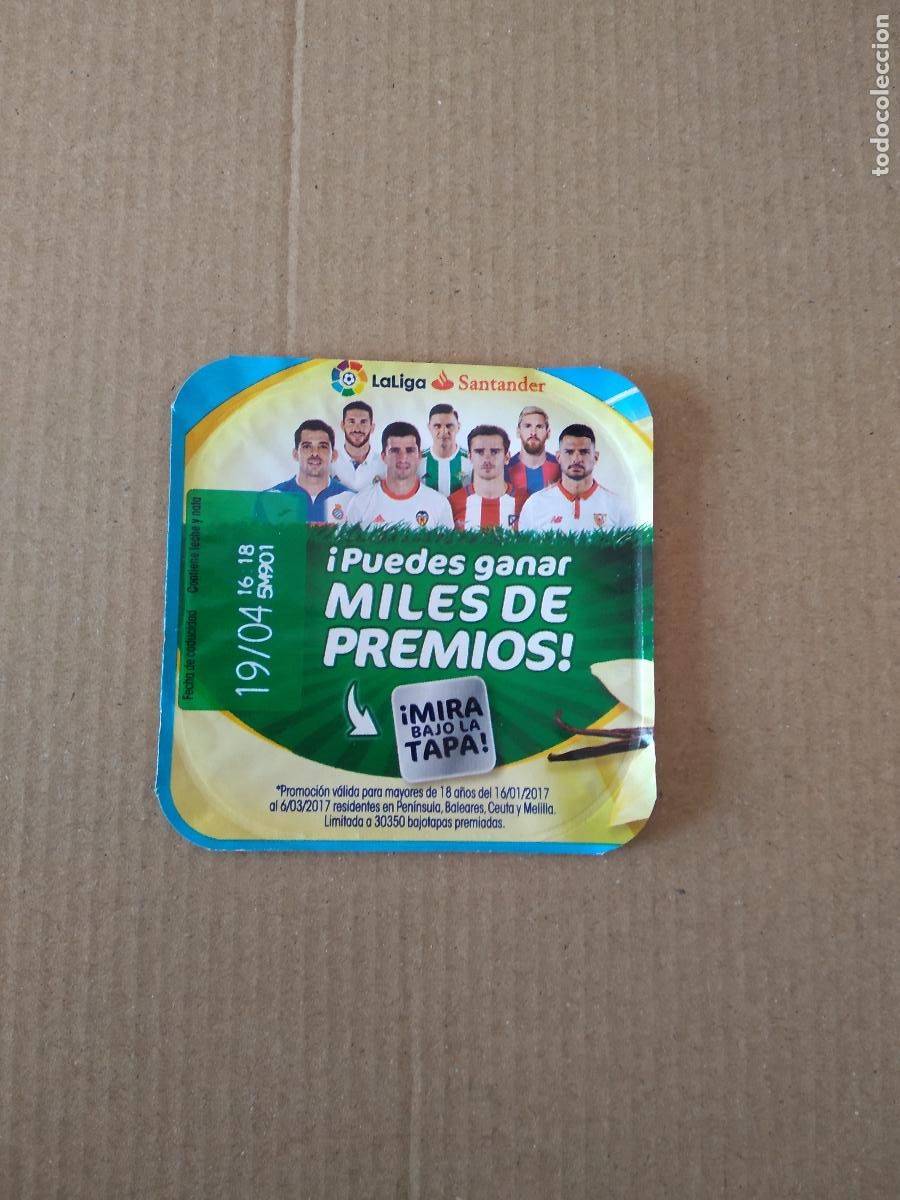 todocoleccion
LaLiga Santander
Fecha de caducidad Contiene leche y nata
19/04 16 18
5M901
¡Puedes ganar
MILES DE
PREMIOS!
¡MIRA
BAJO LA
TAPA!
*Promoción válida para mayores de 18 años del 16/01/2017
al 6/03/2017 residentes en Península, Baleares, Ceuta y Melilla.
Limitada a 30350 bajotapas premiadas.